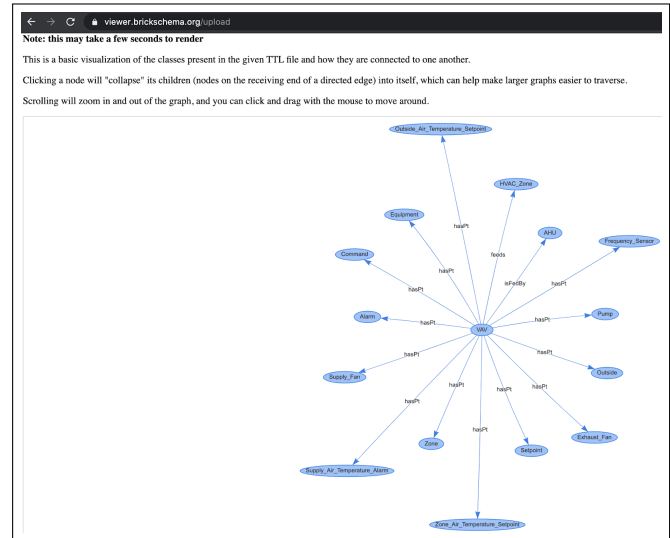 viewer.brickschema.org/upload
Note: this may take a few seconds to render
This is a basic visualization of the classes present in the given TTL file and how they are connected to one another.
Clicking a node will "collapse" its children (nodes on the receiving end of a directed edge) into itself, which can help make larger graphs easier to traverse.
Scrolling will zoom in and out of the graph, and you can click and drag with the mouse to move around.
Outside_Air_Temperature_Setpoint
HVAC_Zone
Equipment
hasPt
AHU
Frequency_Sensor
Command
feeds
hasPt
isFedBy
hasPt
hasPt
Alarm
hasPt
VAV
hasPt
Pump
hasPt
hasPt
Supply_Fan
Outside
hasPt
hasPt
hasPt
hasPt
hasPt
Zone
Exhaust_Fan
Setpoint
Supply_Air_Temperature_Alarm
Zone_Air_Temperature_Setpoint